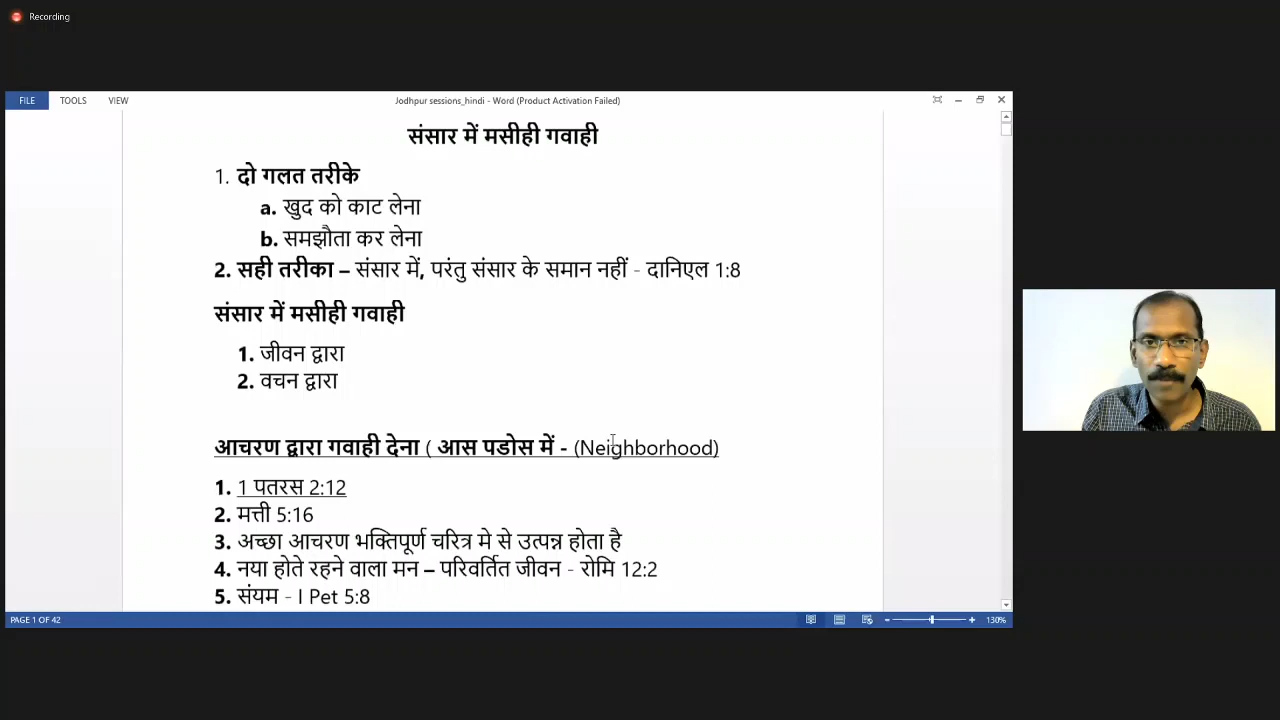 Recording
FILE TOOLS VIEW Jodhpur sessions_hindi - Word (Product Activation Failed)
संसार में मसीही गवाही
1. दो गलत तरीके
a. खुद को काट लेना
b. समझौता कर लेना
2. सही तरीका – संसार में, परंतु संसार के समान नहीं - दानिएल 1:8
संसार में मसीही गवाही
1. जीवन द्वारा
2. वचन द्वारा
आचरण द्वारा गवाही देना ( आस पडोस में - (Neighborhood)
1. 1 पतरस 2:12
2. मत्ती 5:16
3. अच्छा आचरण भक्तिपूर्ण चरित्र मे से उत्पन्न होता है
4. नया होते रहने वाला मन – परिवर्तित जीवन - रोमि 12:2
5. संयम - I Pet 5:8
PAGE 1 OF 42 130%